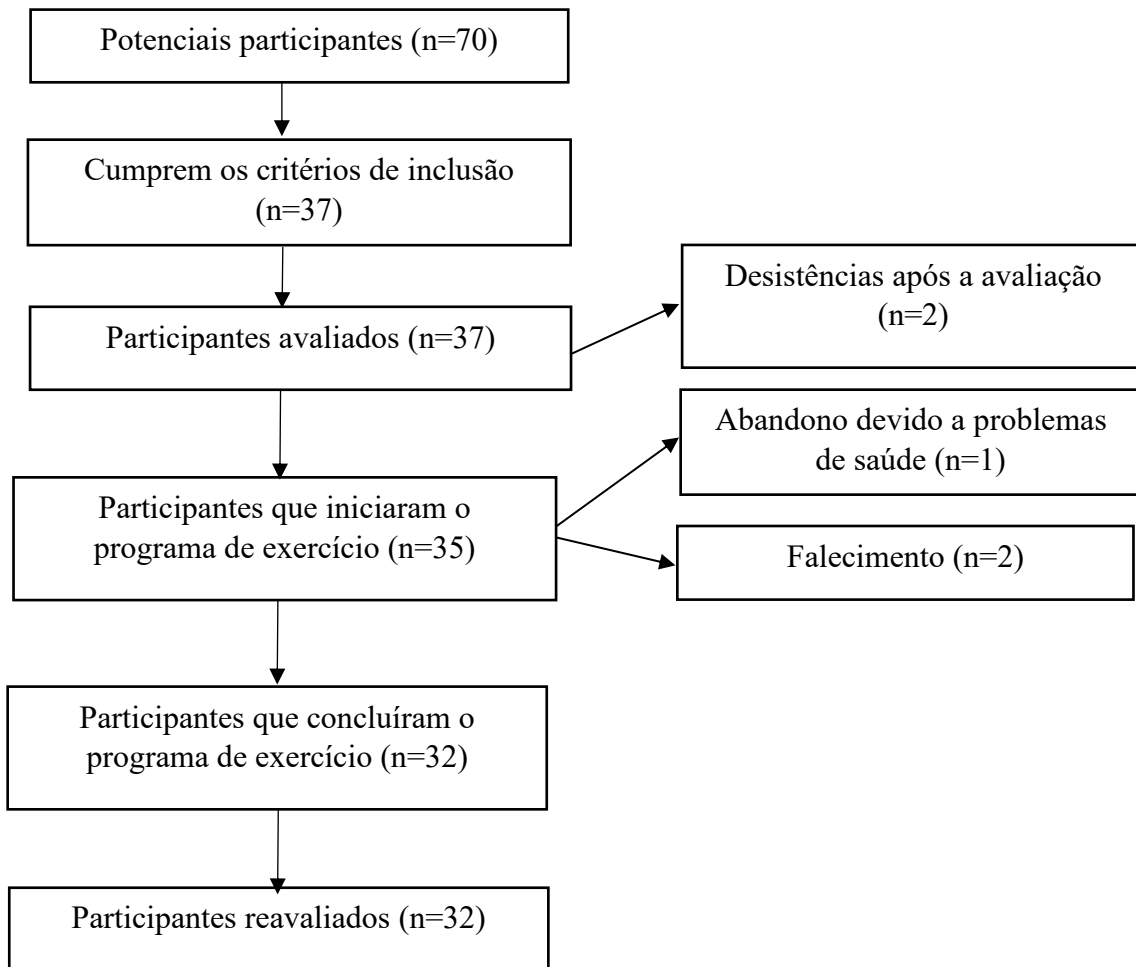 Potenciais participantes (n=70)
Cumprem os critérios de inclusão
(n=37)
Participantes avaliados (n=37)
Desistências após a avaliação
(n=2)
Participantes que iniciaram o
programa de exercício (n=35)
Abandono devido a problemas
de saúde (n=1)
Falecimento (n=2)
Participantes que concluíram o
programa de exercício (n=32)
Participantes reavaliados (n=32)